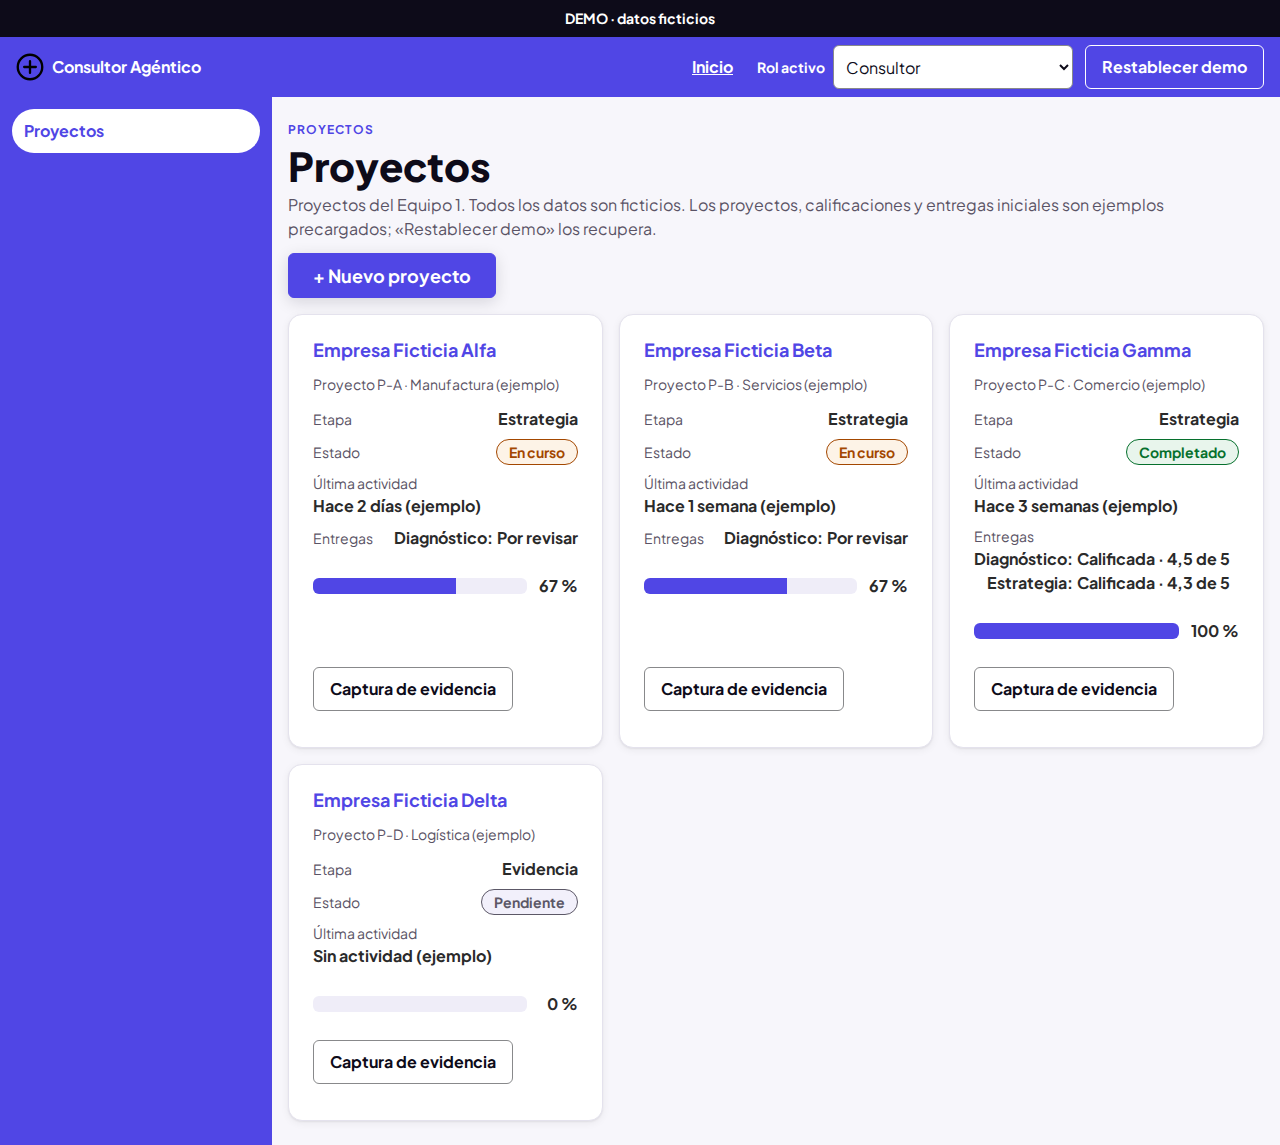 DEMO · datos ficticios
Consultor Agéntico
Inicio
Rol activo
Consultor
Restablecer demo
Proyectos
PROYECTOS
Proyectos
Proyectos del Equipo 1. Todos los datos son ficticios. Los proyectos, calificaciones y entregas iniciales son ejemplos
precargados; «Restablecer demo» los recupera.
+ Nuevo proyecto
Empresa Ficticia Alfa
Proyecto P-A · Manufactura (ejemplo)
Etapa Estrategia
Estado En curso
Última actividad
Hace 2 días (ejemplo)
Entregas Diagnóstico: Por revisar
67 %
Captura de evidencia
Empresa Ficticia Beta
Proyecto P-B · Servicios (ejemplo)
Etapa Estrategia
Estado En curso
Última actividad
Hace 1 semana (ejemplo)
Entregas Diagnóstico: Por revisar
67 %
Captura de evidencia
Empresa Ficticia Gamma
Proyecto P-C · Comercio (ejemplo)
Etapa Estrategia
Estado Completado
Última actividad
Hace 3 semanas (ejemplo)
Entregas
Diagnóstico: Calificada · 4,5 de 5
Estrategia: Calificada · 4,3 de 5
100 %
Captura de evidencia
Empresa Ficticia Delta
Proyecto P-D · Logística (ejemplo)
Etapa Evidencia
Estado Pendiente
Última actividad
Sin actividad (ejemplo)
0 %
Captura de evidencia